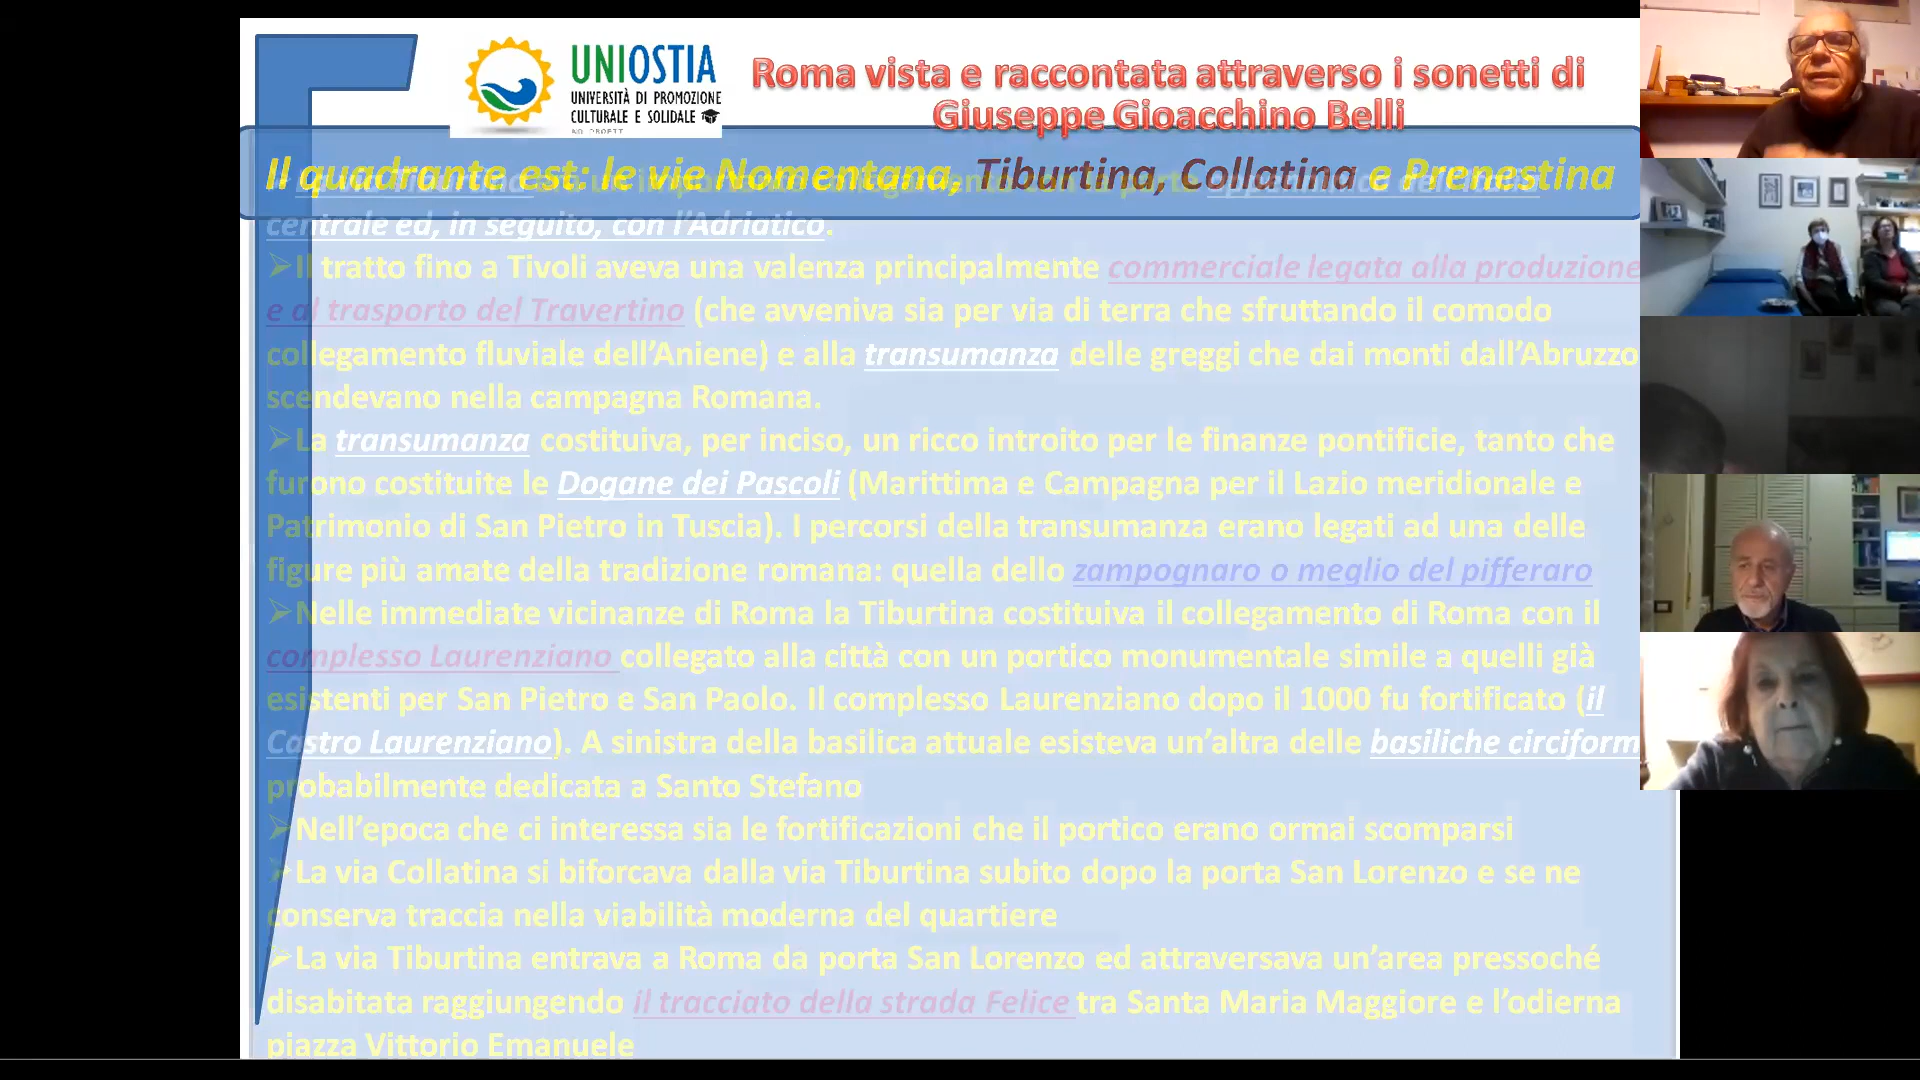 UNIOSTIA
UNIVERSITÀ DI PROMOZIONE
CULTURALE E SOLIDALE
NO PROFIT
Roma vista e raccontata attraverso i sonetti di
Giuseppe Gioacchino Belli
Il quadrante est: le vie Nomentana, Tiburtina, Collatina e Prenestina
centrale ed, in seguito, con l’Adriatico.
➢Il tratto fino a Tivoli aveva una valenza principalmente commerciale legata alla produzione
e al trasporto del Travertino (che avveniva sia per via di terra che sfruttando il comodo
collegamento fluviale dell’Aniene) e alla transumanza delle greggi che dai monti dall’Abruzzo
scendevano nella campagna Romana.
➢La transumanza costituiva, per inciso, un ricco introito per le finanze pontificie, tanto che
furono costituite le Dogane dei Pascoli (Marittima e Campagna per il Lazio meridionale e
Patrimonio di San Pietro in Tuscia). I percorsi della transumanza erano legati ad una delle
figure più amate della tradizione romana: quella dello zampognaro o meglio del pifferaro
➢Nelle immediate vicinanze di Roma la Tiburtina costituiva il collegamento di Roma con il
complesso Laurenziano collegato alla città con un portico monumentale simile a quelli già
esistenti per San Pietro e San Paolo. Il complesso Laurenziano dopo il 1000 fu fortificato (il
Castro Laurenziano). A sinistra della basilica attuale esisteva un’altra delle basiliche circiform
probabilmente dedicata a Santo Stefano
➢Nell’epoca che ci interessa sia le fortificazioni che il portico erano ormai scomparsi
➢La via Collatina si biforcava dalla via Tiburtina subito dopo la porta San Lorenzo e se ne
conserva traccia nella viabilità moderna del quartiere
➢La via Tiburtina entrava a Roma da porta San Lorenzo ed attraversava un’area pressoché
disabitata raggiungendo il tracciato della strada Felice tra Santa Maria Maggiore e l’odierna
piazza Vittorio Emanuele